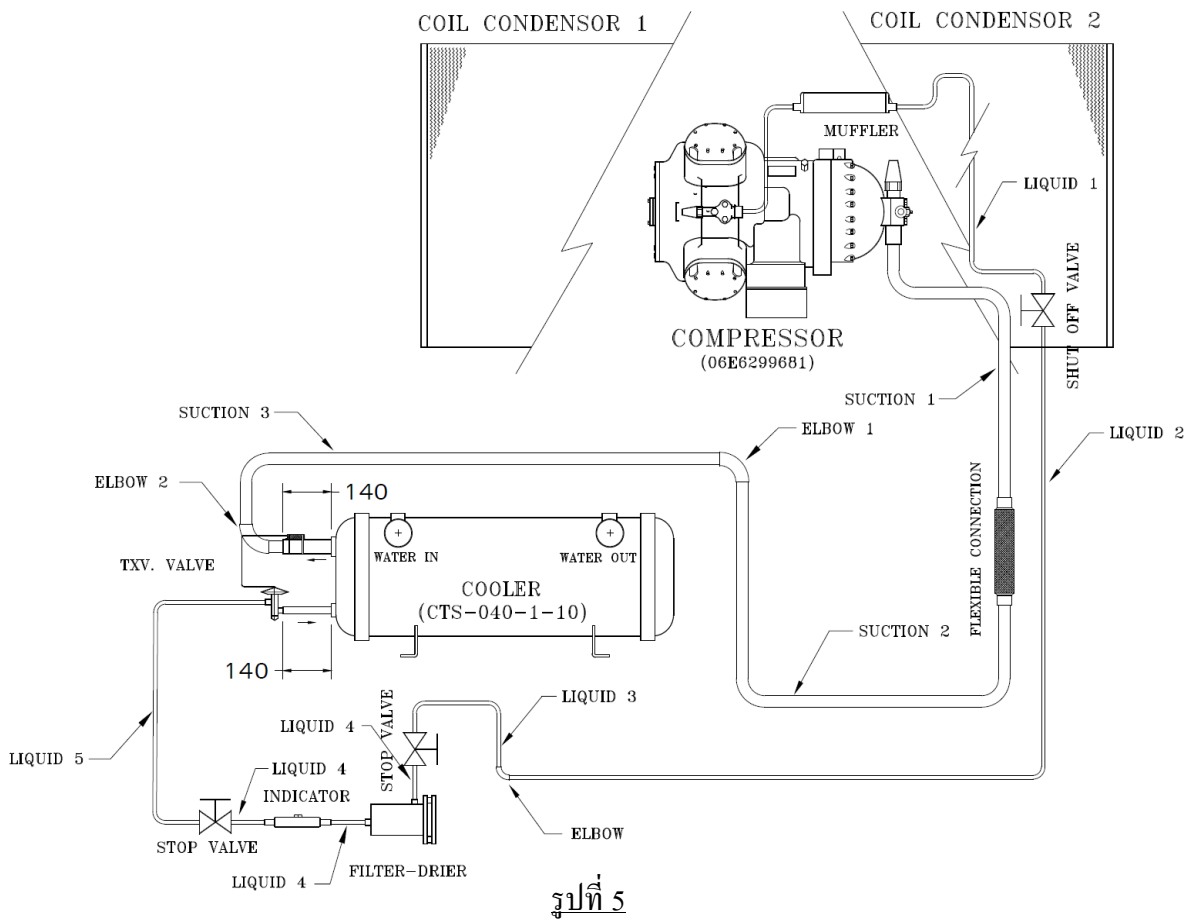 COIL CONDENSOR 1
COIL CONDENSOR 2
MUFFLER
LIQUID 1
SHUT OFF VALVE
COMPRESSOR
(06E6299681)
SUCTION 1
SUCTION 3
ELBOW 1
LIQUID 2
ELBOW 2
140
FLEXIBLE CONNECTION
WATER IN
WATER OUT
TXV. VALVE
COOLER
(CTS-040-1-10)
SUCTION 2
140
LIQUID 3
STOP VALVE
LIQUID 4
LIQUID 5
LIQUID 4
INDICATOR
ELBOW
STOP VALVE
FILTER-DRIER
LIQUID 4
รูปที่ 5